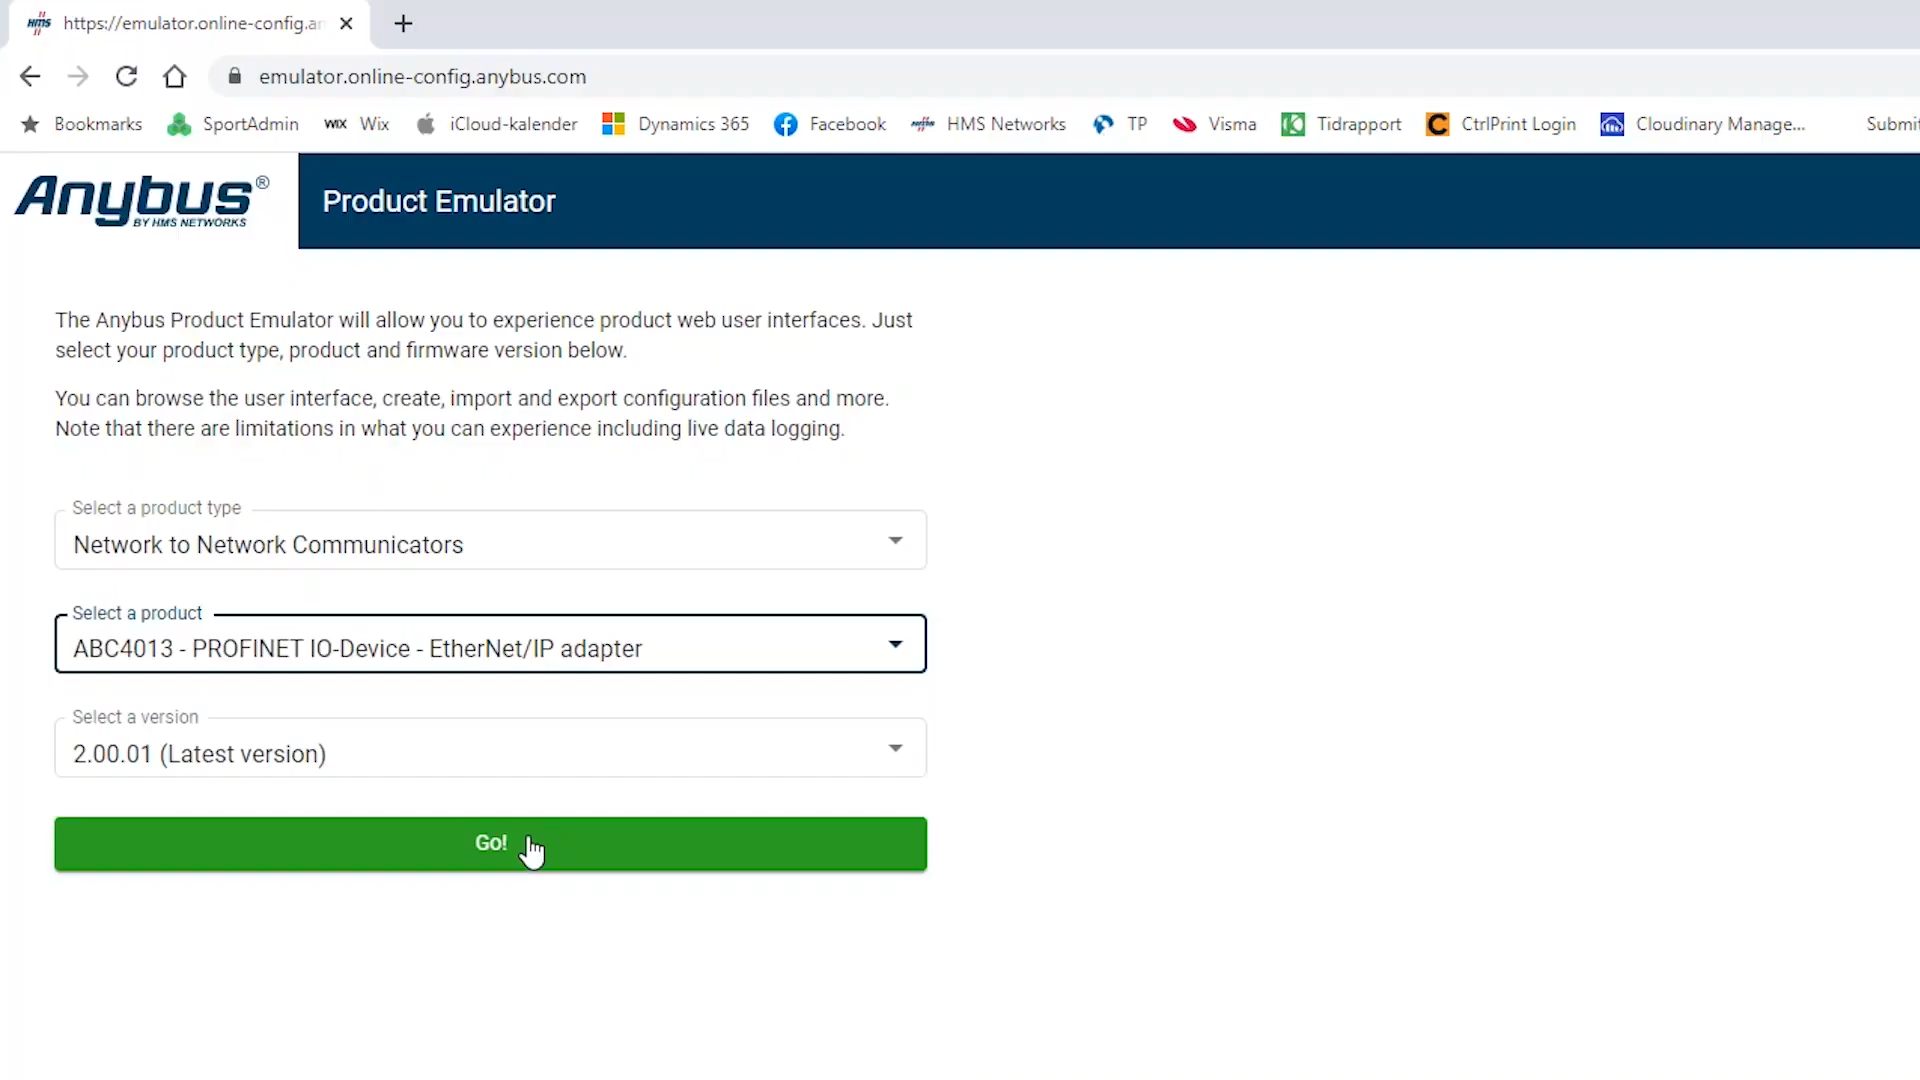 HMS https://emulator.online-config.an
emulator.online-config.anybus.com
Bookmarks SportAdmin WIX Wix iCloud-kalender Dynamics 365 Facebook HMS Networks TP Visma Tidrapport CtrlPrint Login Cloudinary Manage... Submit
Anybus®
BY HMS NETWORKS
Product Emulator
The Anybus Product Emulator will allow you to experience product web user interfaces. Just
select your product type, product and firmware version below.
You can browse the user interface, create, import and export configuration files and more.
Note that there are limitations in what you can experience including live data logging.
Select a product type
Network to Network Communicators
Select a product
ABC4013 - PROFINET IO-Device - EtherNet/IP adapter
Select a version
2.00.01 (Latest version)
Go!